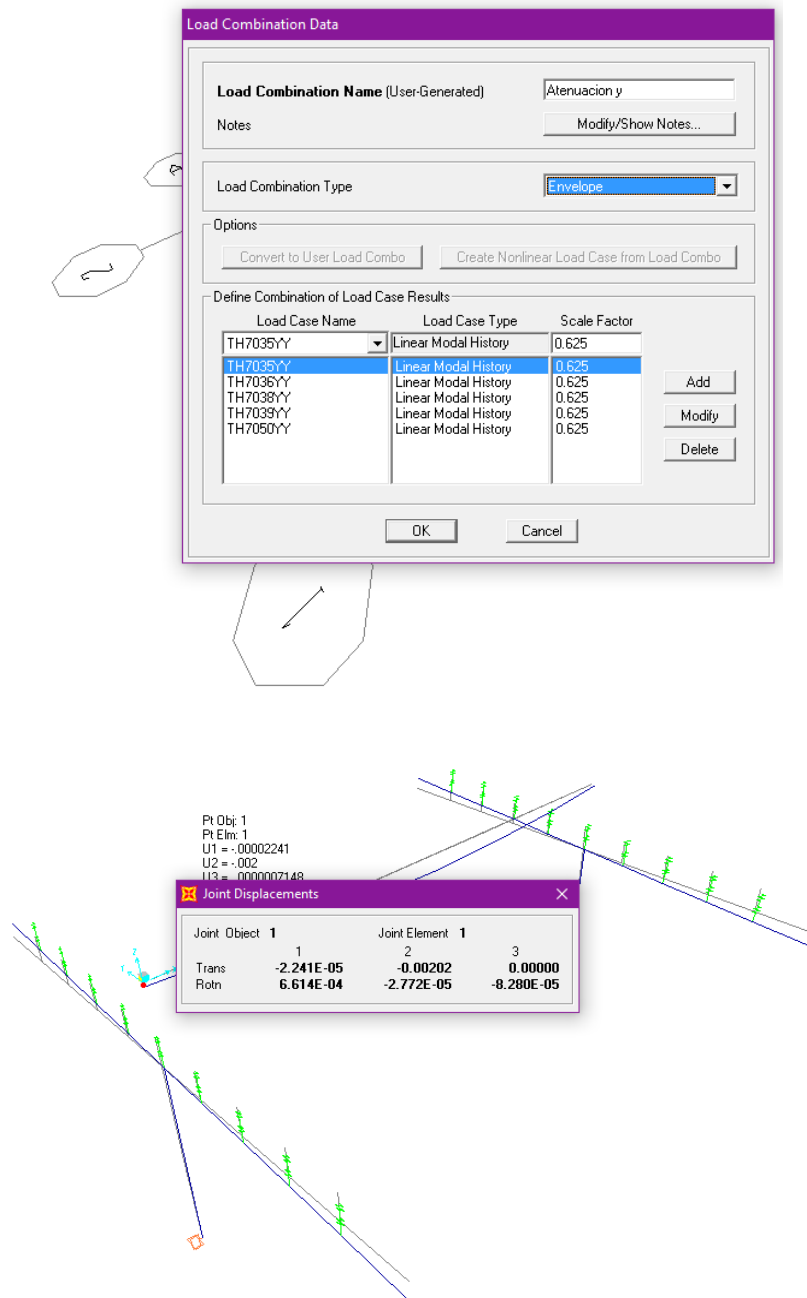 Load Combination Data
Load Combination Name (User-Generated) Atenuacion y
Notes Modify/Show Notes...
Load Combination Type Envelope
Options
Convert to User Load Combo Create Nonlinear Load Case from Load Combo
Define Combination of Load Case Results
Load Case Name Load Case Type Scale Factor
TH7035YY Linear Modal History 0.625
TH7035YY Linear Modal History 0.625
TH7036YY Linear Modal History 0.625
TH7038YY Linear Modal History 0.625
TH7039YY Linear Modal History 0.625
TH7050YY Linear Modal History 0.625
Add
Modify
Delete
OK Cancel
Pt Obj: 1
Pt Elm: 1
U1 = -.00002241
U2 = -.002
U3 = .0000007148
Joint Displacements
Joint Object 1 Joint Element 1
1 2 3
Trans -2.241E-05 -0.00202 0.00000
Rotn 6.614E-04 -2.772E-05 -8.280E-05